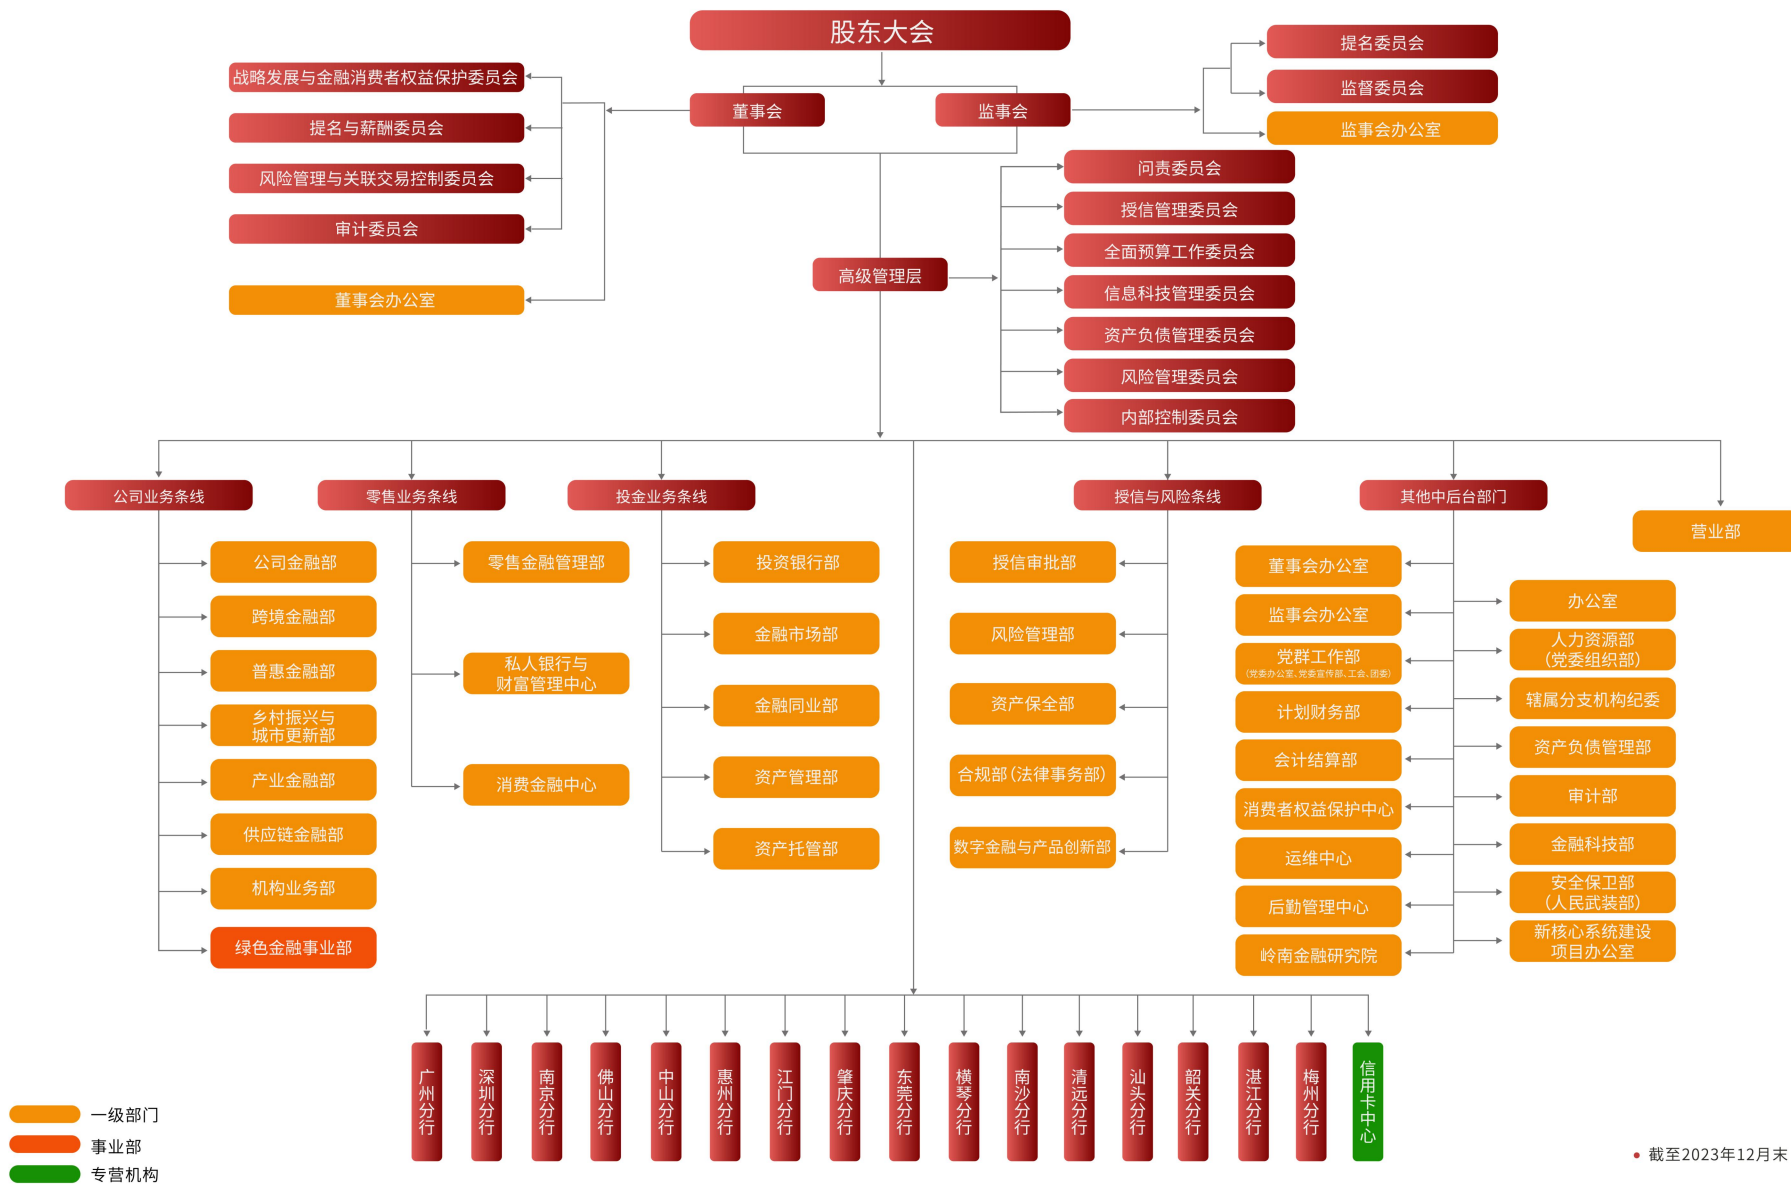 股东大会
董事会
监事会
战略发展与金融消费者权益保护委员会
提名与薪酬委员会
风险管理与关联交易控制委员会
审计委员会
董事会办公室
提名委员会
监督委员会
监事会办公室
高级管理层
问责委员会
授信管理委员会
全面预算工作委员会
信息科技管理委员会
资产负债管理委员会
风险管理委员会
内部控制委员会
公司业务条线
公司金融部
跨境金融部
普惠金融部
乡村振兴与
城市更新部
产业金融部
供应链金融部
机构业务部
绿色金融事业部
零售业务条线
零售金融管理部
私人银行与
财富管理中心
消费金融中心
投金业务条线
投资银行部
金融市场部
金融同业部
资产管理部
资产托管部
授信与风险条线
授信审批部
风险管理部
资产保全部
合规部(法律事务部)
数字金融与产品创新部
其他中后台部门
董事会办公室
监事会办公室
党群工作部
(党委办公室、党委宣传部、工会、团委)
计划财务部
会计结算部
消费者权益保护中心
运维中心
后勤管理中心
岭南金融研究院
办公室
人力资源部
(党委组织部)
辖属分支机构纪委
资产负债管理部
审计部
金融科技部
安全保卫部
(人民武装部)
新核心系统建设
项目办公室
营业部
广州分行
深圳分行
南京分行
佛山分行
中山分行
惠州分行
江门分行
肇庆分行
东莞分行
横琴分行
南沙分行
清远分行
汕头分行
韶关分行
湛江分行
梅州分行
信用卡中心
一级部门
事业部
专营机构
• 截至2023年12月末